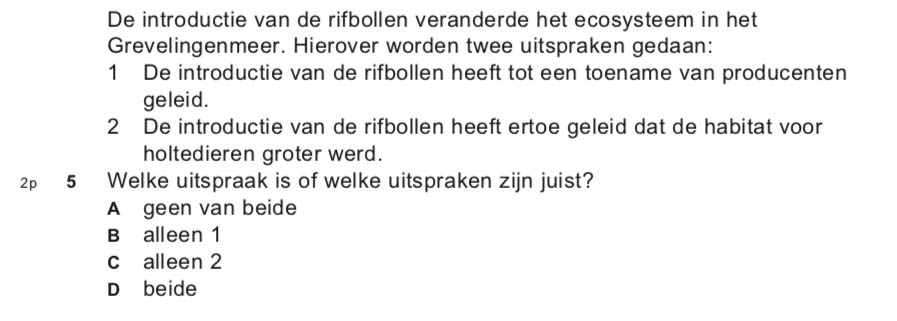 De introductie van de rifbollen veranderde het ecosysteem in het
Grevelingenmeer. Hierover worden twee uitspraken gedaan:
1 De introductie van de rifbollen heeft tot een toename van producenten
geleid.
2 De introductie van de rifbollen heeft ertoe geleid dat de habitat voor
holtedieren groter werd.
2p 5 Welke uitspraak is of welke uitspraken zijn juist?
A geen van beide
B alleen 1
C alleen 2
D beide